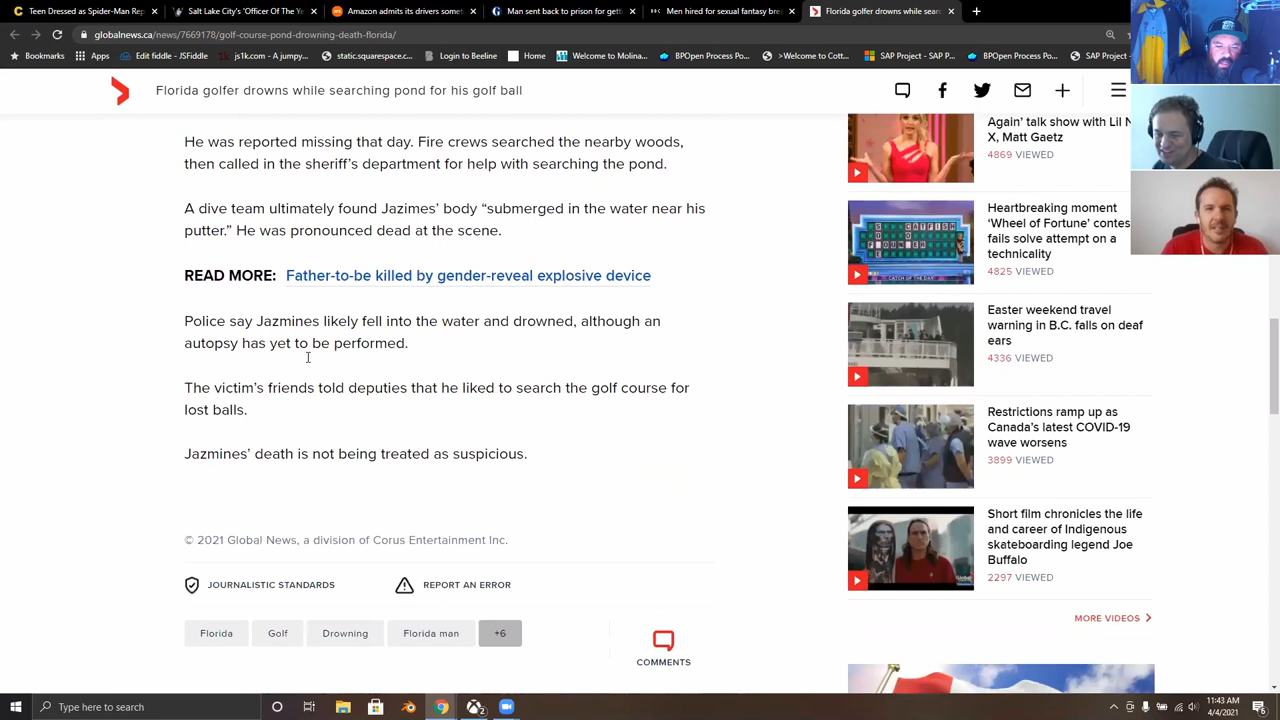 Teen Dressed as Spider-Man Rep
Salt Lake City's 'Officer Of The Ye
Amazon admits its drivers somet
Man sent back to prison for gett
Men hired for sexual fantasy brea
Florida golfer drowns while searc
globalnews.ca/news/7669178/golf-course-pond-drowning-death-florida/
Bookmarks
Apps
Edit fiddle - JSFiddle
js1k.com - A jumpy...
static.squarespace.c...
Login to Beeline
Home
Welcome to Molina...
BPOpen Process Po...
>Welcome to Cott...
SAP Project - SAP P...
BPOpen Process Po...
SAP Project
Florida golfer drowns while searching pond for his golf ball
He was reported missing that day. Fire crews searched the nearby woods,
then called in the sheriff's department for help with searching the pond.
A dive team ultimately found Jazimes' body “submerged in the water near his
putter.” He was pronounced dead at the scene.
READ MORE: Father-to-be killed by gender-reveal explosive device
Police say Jazmines likely fell into the water and drowned, although an
autopsy has yet to be performed.
The victim's friends told deputies that he liked to search the golf course for
lost balls.
Jazmines' death is not being treated as suspicious.
© 2021 Global News, a division of Corus Entertainment Inc.
JOURNALISTIC STANDARDS
REPORT AN ERROR
Florida
Golf
Drowning
Florida man
+6
COMMENTS
Again' talk show with Lil N
X, Matt Gaetz
4869 VIEWED
Heartbreaking moment
'Wheel of Fortune' contes
fails solve attempt on a
technicality
4825 VIEWED
Easter weekend travel
warning in B.C. falls on deaf
ears
4336 VIEWED
Restrictions ramp up as
Canada's latest COVID-19
wave worsens
3899 VIEWED
Short film chronicles the life
and career of Indigenous
skateboarding legend Joe
Buffalo
2297 VIEWED
MORE VIDEOS
Type here to search
11:43 AM
4/4/2021